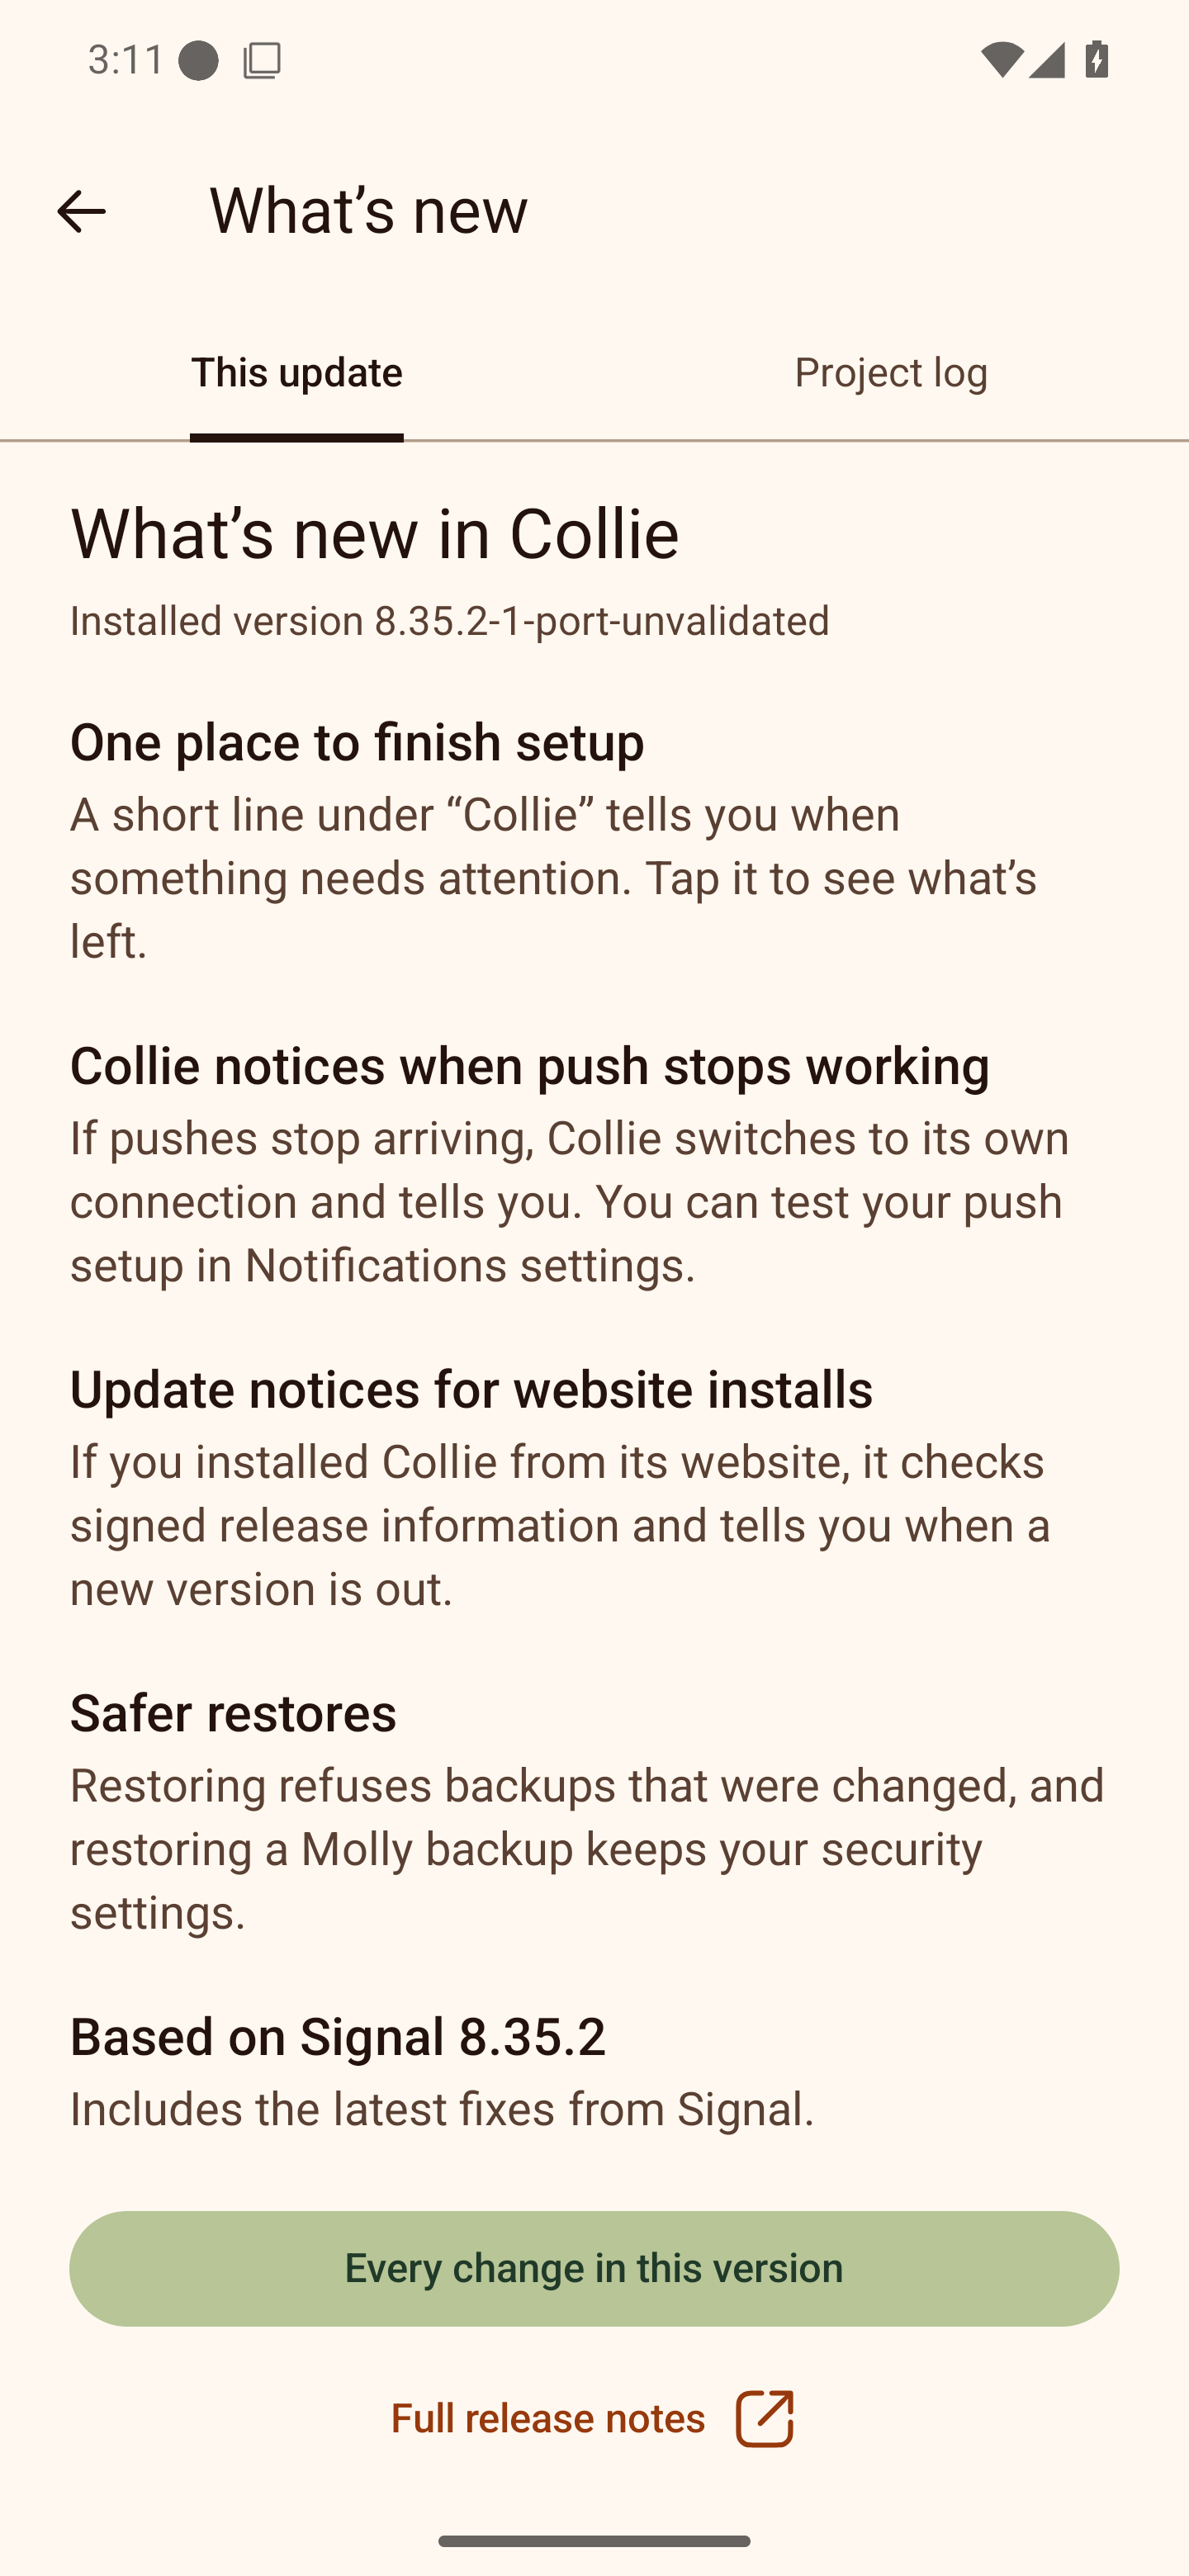 3:11
What’s new
This update
Project log
What’s new in Collie
Installed version 8.35.2-1-port-unvalidated
One place to finish setup
A short line under “Collie” tells you when
something needs attention. Tap it to see what’s
left.
Collie notices when push stops working
If pushes stop arriving, Collie switches to its own
connection and tells you. You can test your push
setup in Notifications settings.
Update notices for website installs
If you installed Collie from its website, it checks
signed release information and tells you when a
new version is out.
Safer restores
Restoring refuses backups that were changed, and
restoring a Molly backup keeps your security
settings.
Based on Signal 8.35.2
Includes the latest fixes from Signal.
Every change in this version
Full release notes